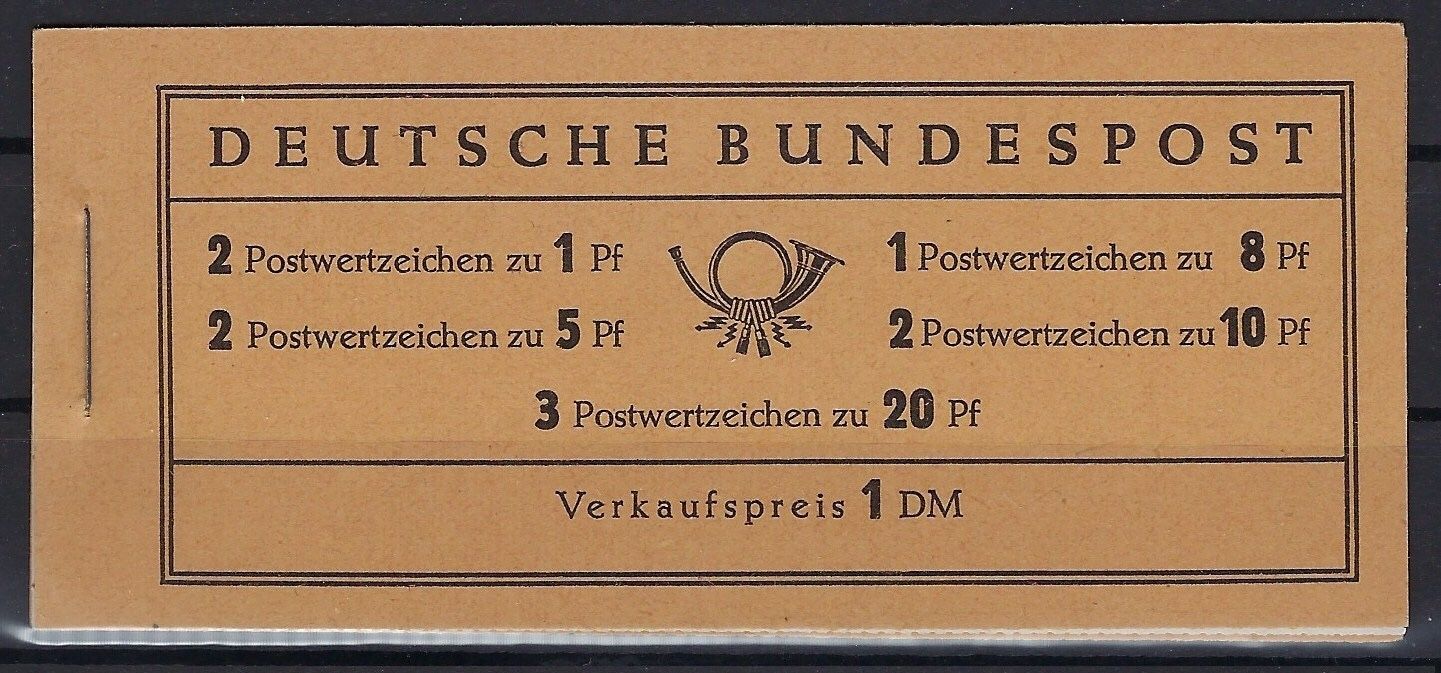 DEUTSCHE BUNDESPOST
2 Postwertzeichen zu 1 Pf
1 Postwertzeichen zu 8 Pf
2 Postwertzeichen zu 5 Pf
2 Postwertzeichen zu 10 Pf
3 Postwertzeichen zu 20 Pf
Verkaufspreis 1 DM